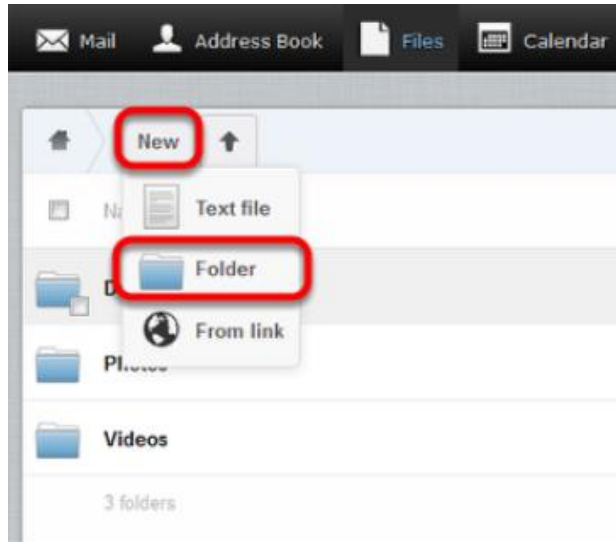 Mail Address Book Files Calendar
New
Text file
Folder
From link
Videos
3 folders